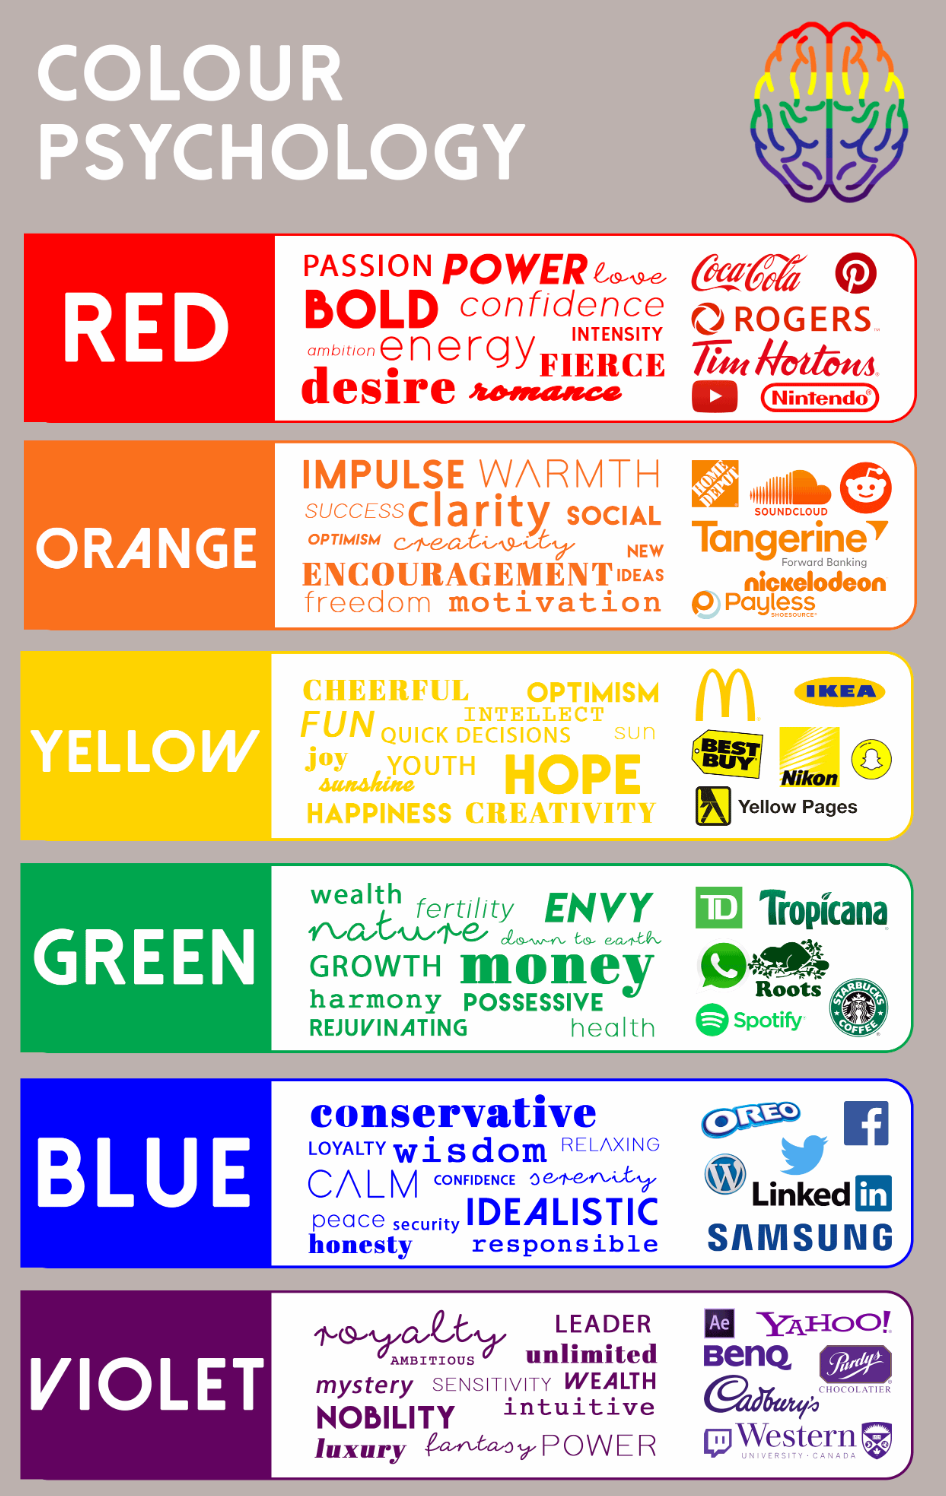 COLOUR
PSYCHOLOGY
RED
PASSION POWER love
BOLD confidence
ambition energy INTENSITY
FIERCE
desire romance
Coca-Cola
ROGERS
Tim Hortons
Nintendo
ORANGE
IMPULSE WARMTH
SUCCESS clarity SOCIAL
OPTIMISM creativity NEW
ENCOURAGEMENT IDEAS
freedom motivation
THE HOME DEPOT
SOUNDCLOUD
Tangerine
Forward Banking
nickelodeon
Payless
SHOESOURCE
YELLOW
CHEERFUL OPTIMISM
FUN INTELLECT
QUICK DECISIONS sun
joy YOUTH HOPE
sunshine
HAPPINESS CREATIVITY
IKEA
BEST BUY
Nikon
Yellow Pages
GREEN
wealth fertility ENVY
nature down to earth
GROWTH money
harmony POSSESSIVE
REJUVINATING health
TD Tropicana
Roots
STARBUCKS COFFEE
Spotify
BLUE
conservative
LOYALTY wisdom RELAXING
CALM CONFIDENCE serenity
peace security IDEALISTIC
honesty responsible
OREO
Linked in
SAMSUNG
VIOLET
royalty LEADER
AMBITIOUS unlimited
mystery SENSITIVITY WEALTH
NOBILITY intuitive
luxury fantasy POWER
Ae YAHOO!
BenQ Purdys
CHOCOLATIER
Cadbury's
Western
UNIVERSITY · CANADA